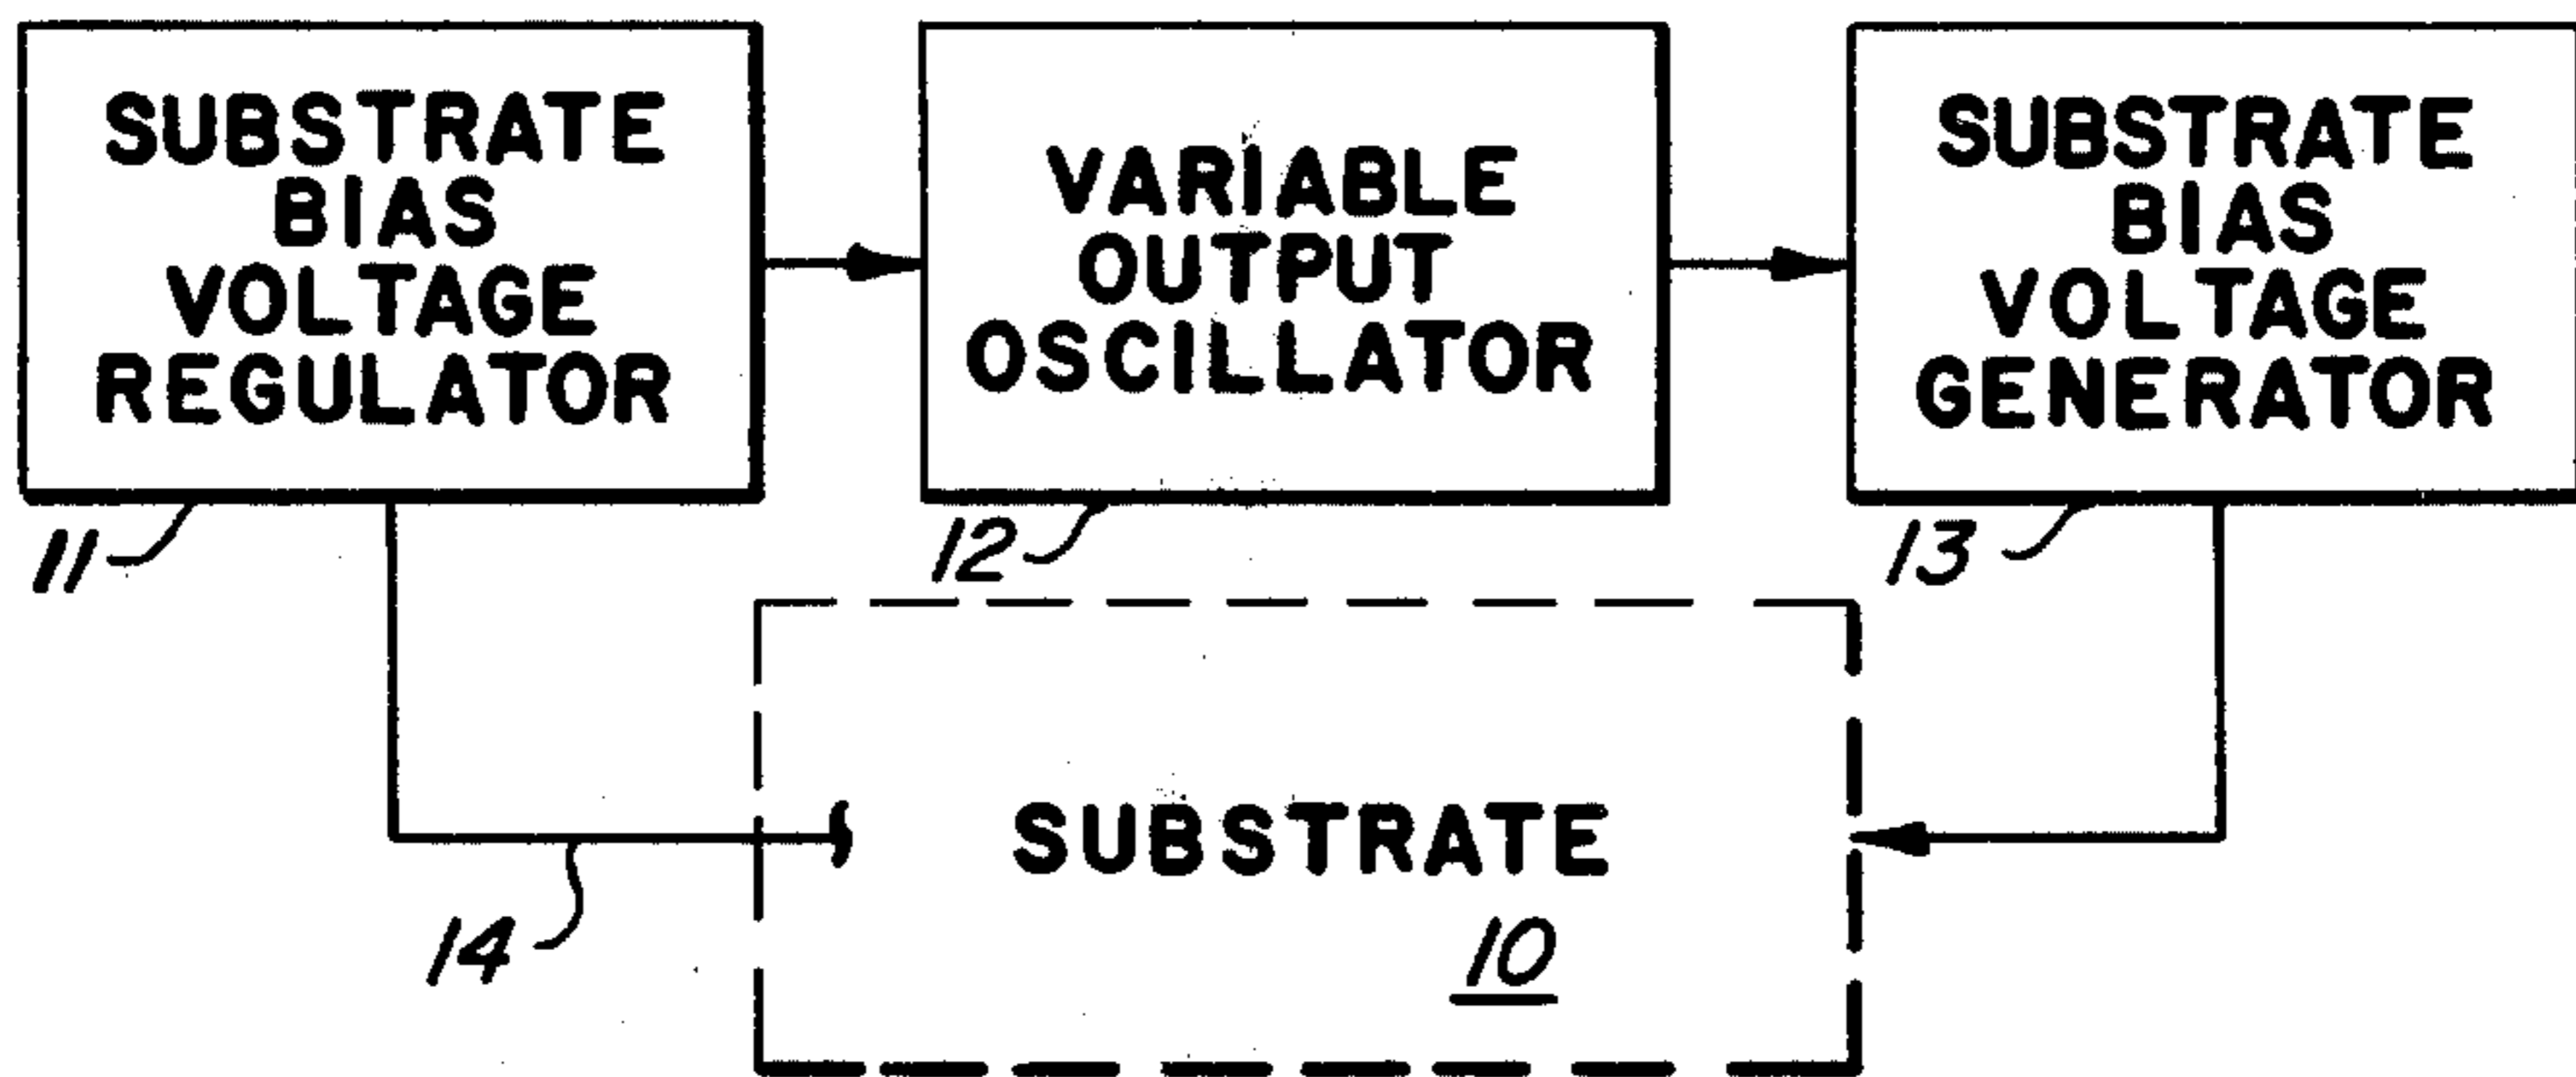 SUBSTRATE
BIAS
VOLTAGE
REGULATOR
VARIABLE
OUTPUT
OSCILLATOR
SUBSTRATE
BIAS
VOLTAGE
GENERATOR
11
12
13
SUBSTRATE
10
14